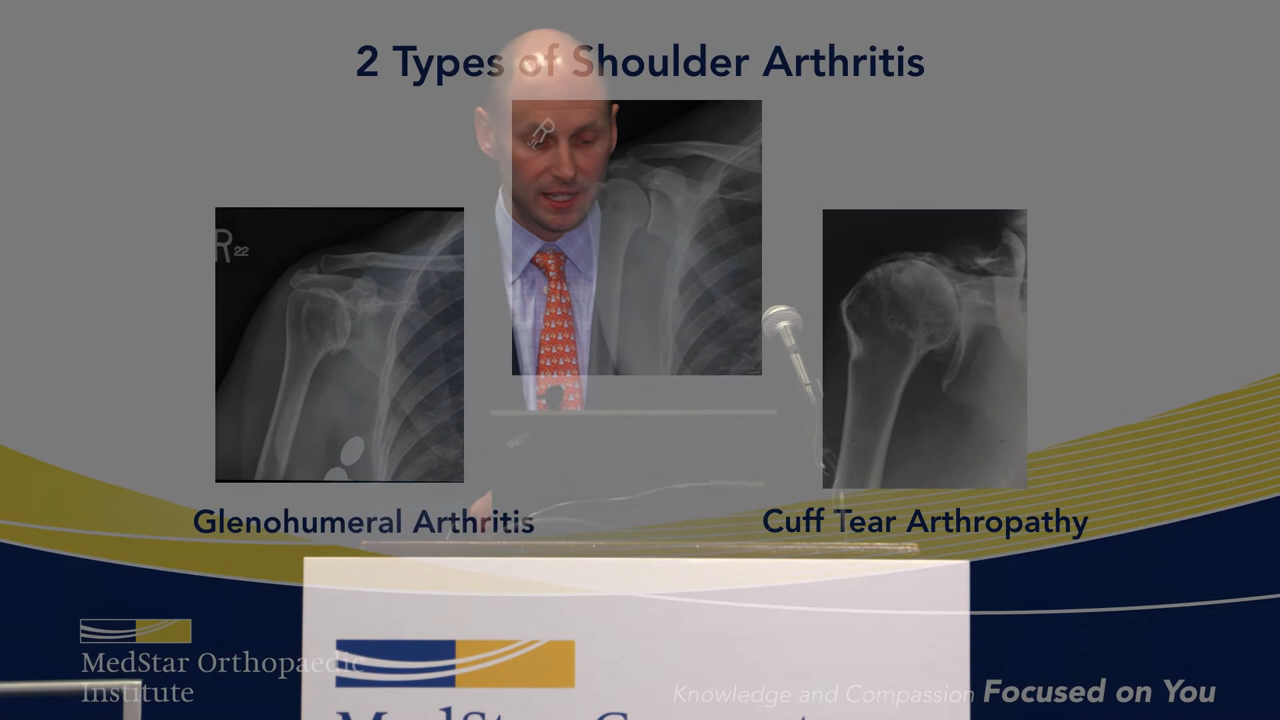 2 Types of Shoulder Arthritis
R
R 22
Glenohumeral Arthritis
Cuff Tear Arthropathy
MedStar Orthopaedic
Institute
Knowledge and Compassion Focused on You